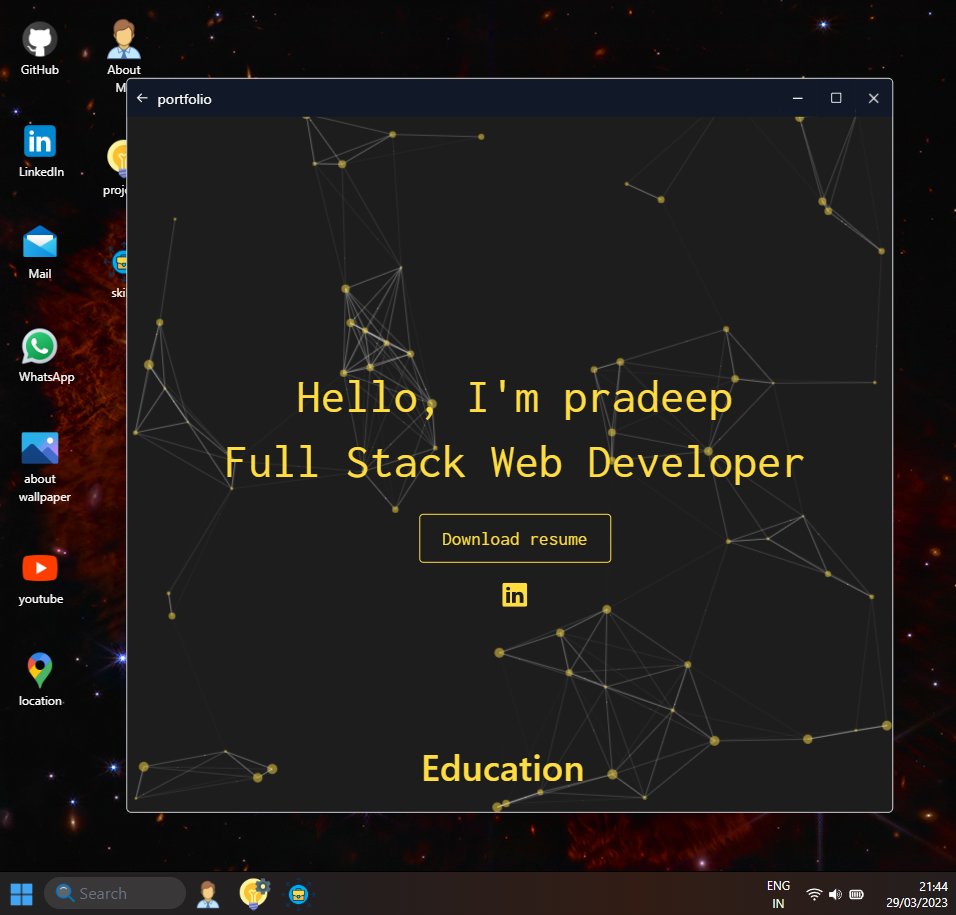 GitHub
About
M
LinkedIn
proje
Mail
ski
WhatsApp
about
wallpaper
youtube
location
portfolio
Hello, I'm pradeep
Full Stack Web Developer
Download resume
in
Education
Search
ENG
IN
21:44
29/03/2023